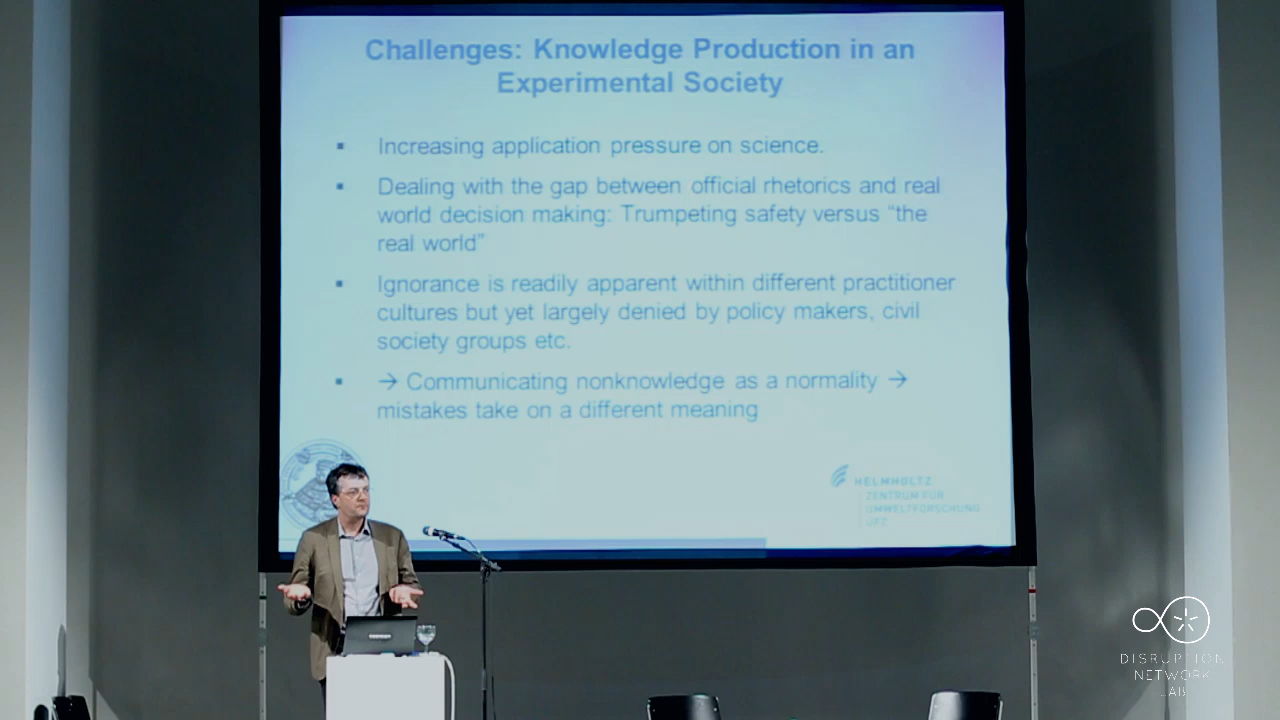 Challenges: Knowledge Production in an
Experimental Society
▪ Increasing application pressure on science.
▪ Dealing with the gap between official rhetorics and real
world decision making: Trumpeting safety versus “the
real world”
▪ Ignorance is readily apparent within different practitioner
cultures but yet largely denied by policy makers, civil
society groups etc.
▪ → Communicating nonknowledge as a normality →
mistakes take on a different meaning
HELMHOLTZ
ZENTRUM FÜR
UMWELTFORSCHUNG
UFZ
DISRUPTION
NETWORK
LAB